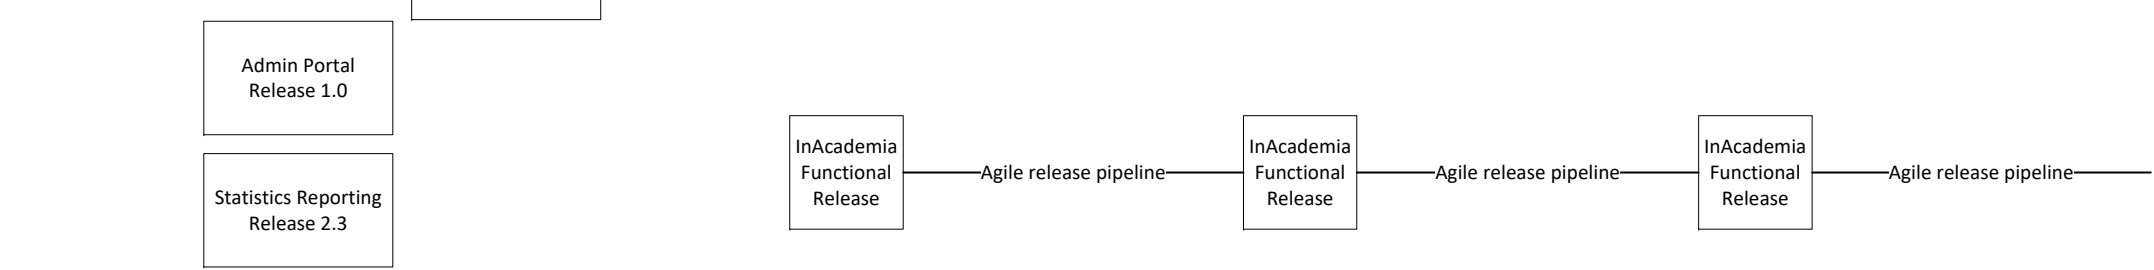 Admin Portal
Release 1.0
Statistics Reporting
Release 2.3
InAcademia
Functional
Release
Agile release pipeline
InAcademia
Functional
Release
Agile release pipeline
InAcademia
Functional
Release
Agile release pipeline